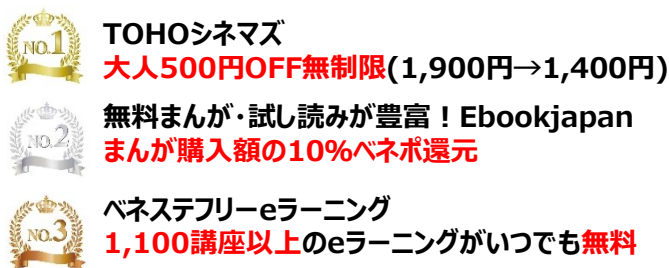 NO.1
TOHOシネマズ
大人500円OFF無制限(1,900円→1,400円)
NO.2
無料まんが・試し読みが豊富！Ebookjapan
まんが購入額の10%ベネポ還元
NO.3
ベネステフリーeラーニング
1,100講座以上のeラーニングがいつでも無料